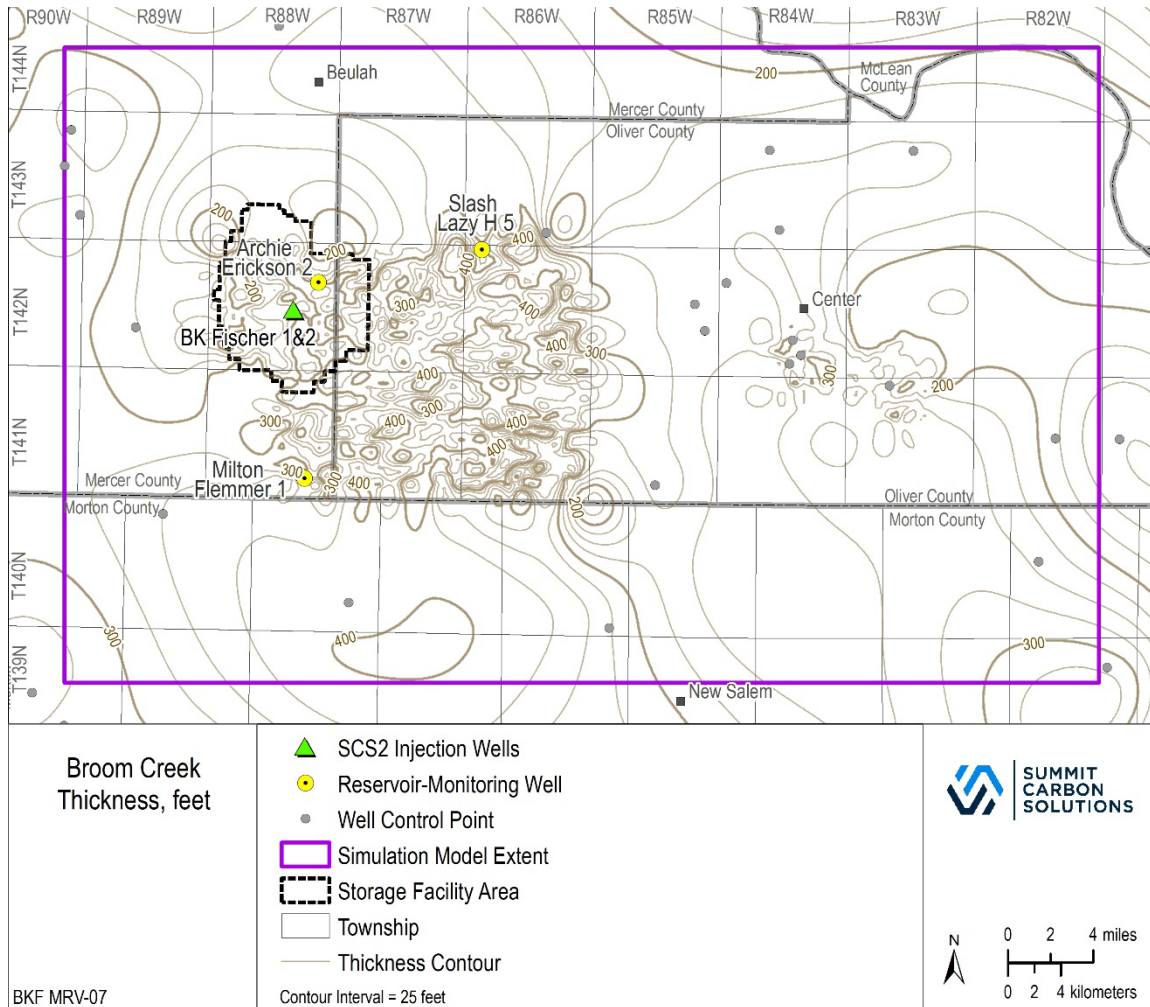 R90W R89W R88W R87W R86W R85W R84W R83W R82W
T144N
T143N
T142N
T141N
T140N
T139N
200
McLean
County
Beulah
Mercer County
Oliver County
Slash
Lazy H 5
200
400
200
Archie
Erickson 2
400
200
300
400
Center
BK Fischer 1&2
400
300
300
400
200
300
400
300
400
400
Milton
Flemmer 1
300
300
400
Mercer County
Morton County
200
Oliver County
Morton County
300
400
300
New Salem
Broom Creek
Thickness, feet
BKF MRV-07
SCS2 Injection Wells
Reservoir-Monitoring Well
Well Control Point
Simulation Model Extent
Storage Facility Area
Township
Thickness Contour
Contour Interval = 25 feet
SUMMIT
CARBON
SOLUTIONS
N
0 2 4 miles
0 2 4 kilometers